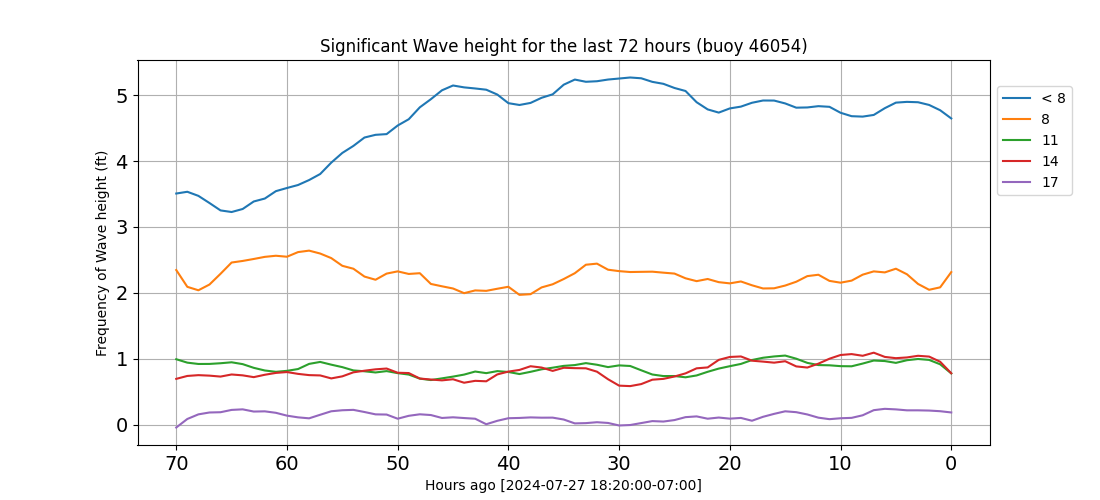 Significant Wave height for the last 72 hours (buoy 46054)
Frequency of Wave height (ft)
5
4
3
2
1
0
70 60 50 40 30 20 10 0
Hours ago [2024-07-27 18:20:00-07:00]
< 8
8
11
14
17